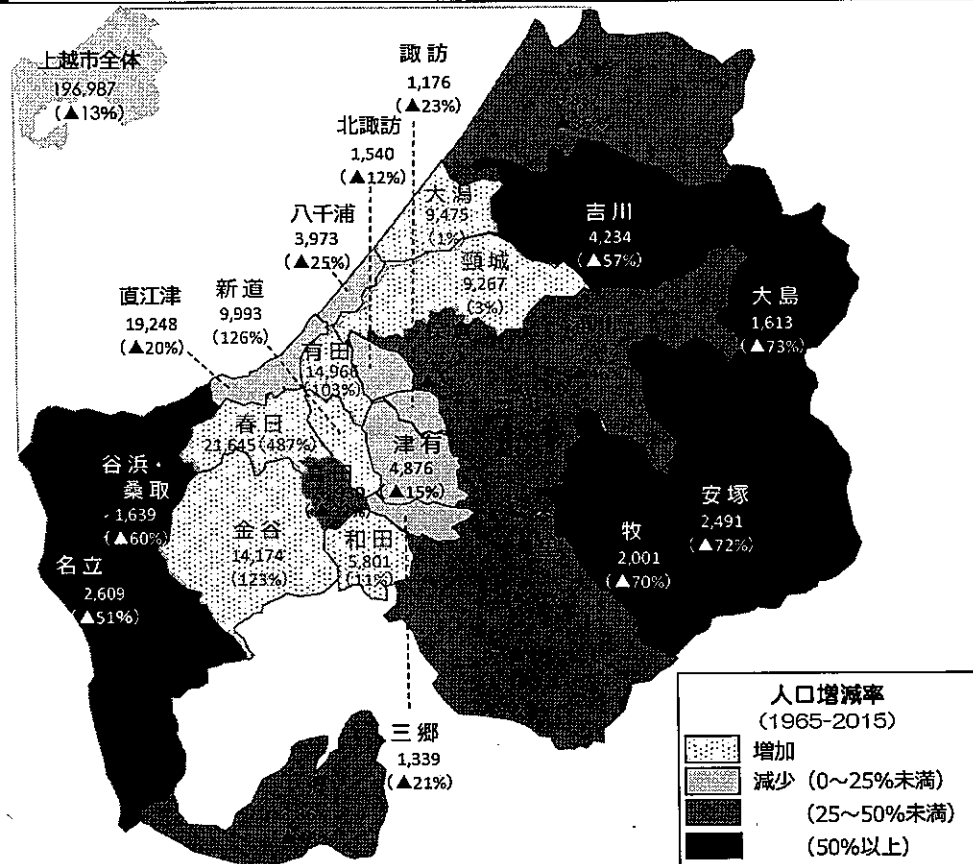 上越市全体
196,987
(▲13%)
諏訪
1,176
(▲23%)
北諏訪
1,540
(▲12%)
八千浦
3,973
(▲25%)
新道
9,993
(126%)
直江津
19,248
(▲20%)
大潟
9,475
(1%)
頸城
9,267
(3%)
吉川
4,234
(▲57%)
大島
1,613
(▲73%)
有田
14,966
(103%)
春日
21,645(487%)
津有
4,876
(▲15%)
谷浜・
桑取
1,639
(▲60%)
金谷
14,174
(123%)
和田
5,801
(11%)
牧
2,001
(▲70%)
安塚
2,491
(▲72%)
名立
2,609
(▲51%)
三郷
1,339
(▲21%)
人口増減率
(1965-2015)
増加
減少 (0～25%未満)
(25～50%未満)
(50%以上)